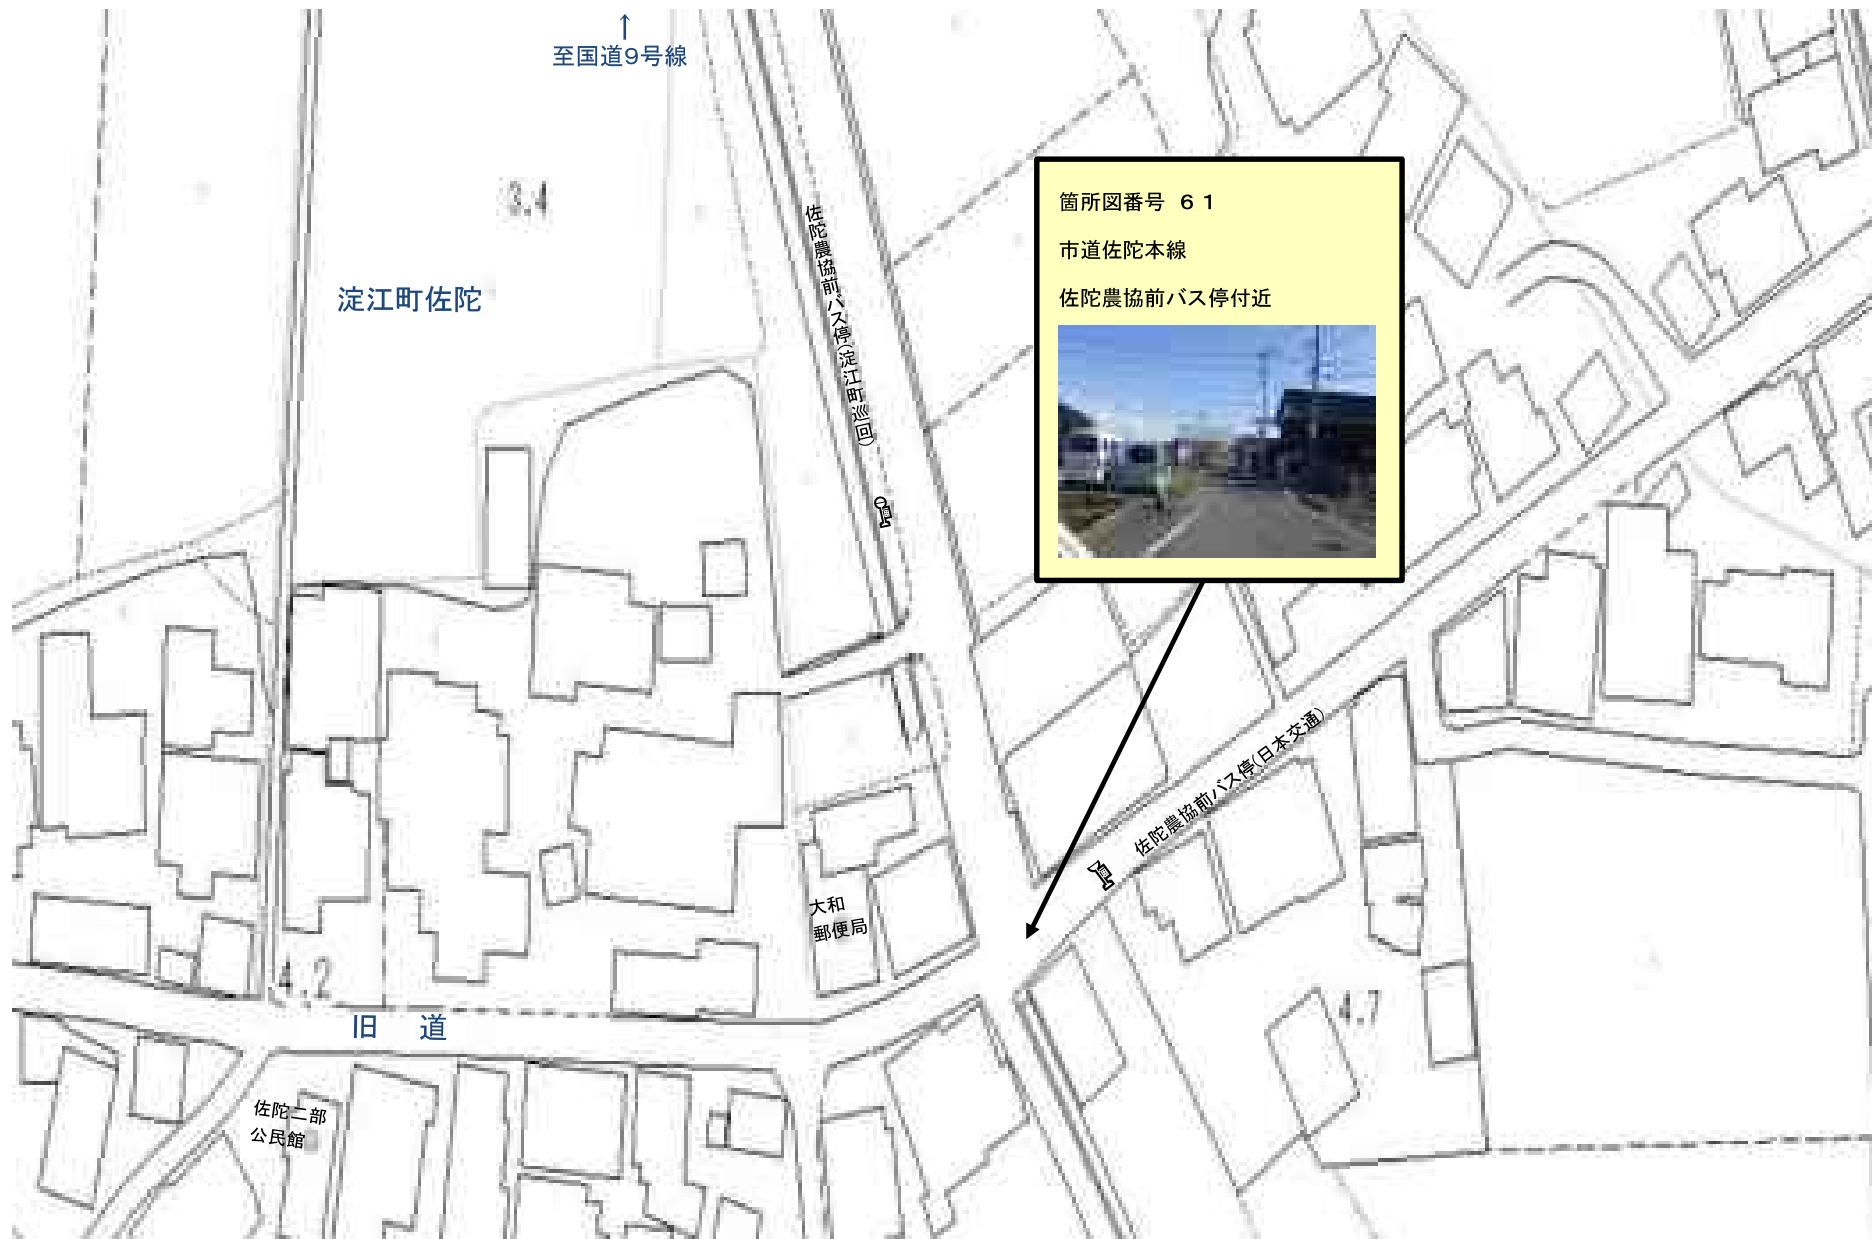 ↑
至国道9号線
3.4
淀江町佐陀
佐陀農協前バス停(淀江町巡回)
箇所図番号 61
市道佐陀本線
佐陀農協前バス停付近
佐陀農協前バス停(日本交通)
大和
郵便局
4.2
旧 道
4.7
佐陀二部
公民館